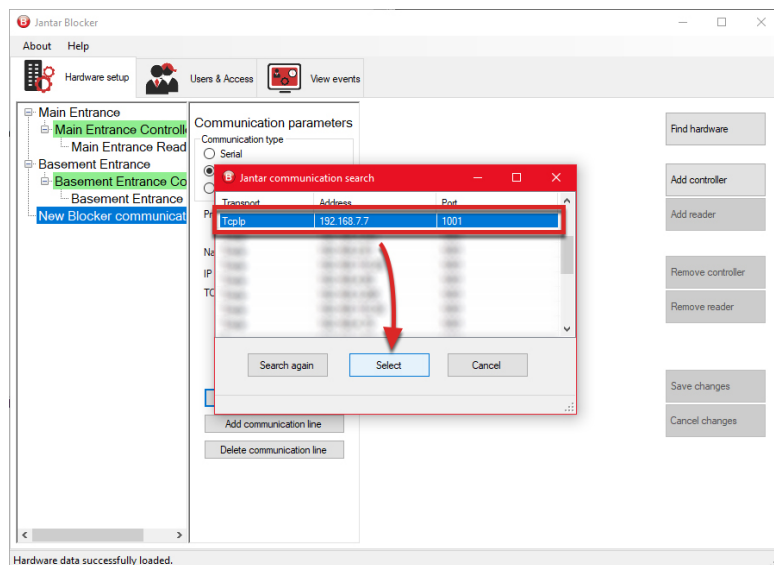 Jantar Blocker
About Help
Hardware setup
Users & Access
View events
Main Entrance
Main Entrance Controll
Main Entrance Read
Basement Entrance
Basement Entrance Co
Basement Entrance
New Blocker communicat
Communication parameters
Communication type
Serial
Jantar communication search
Transport Address Port
TcpIp 192.168.7.7 1001
IP
TC
Search again
Select
Cancel
Add communication line
Delete communication line
Find hardware
Add controller
Add reader
Remove controller
Remove reader
Save changes
Cancel changes
Hardware data successfully loaded.